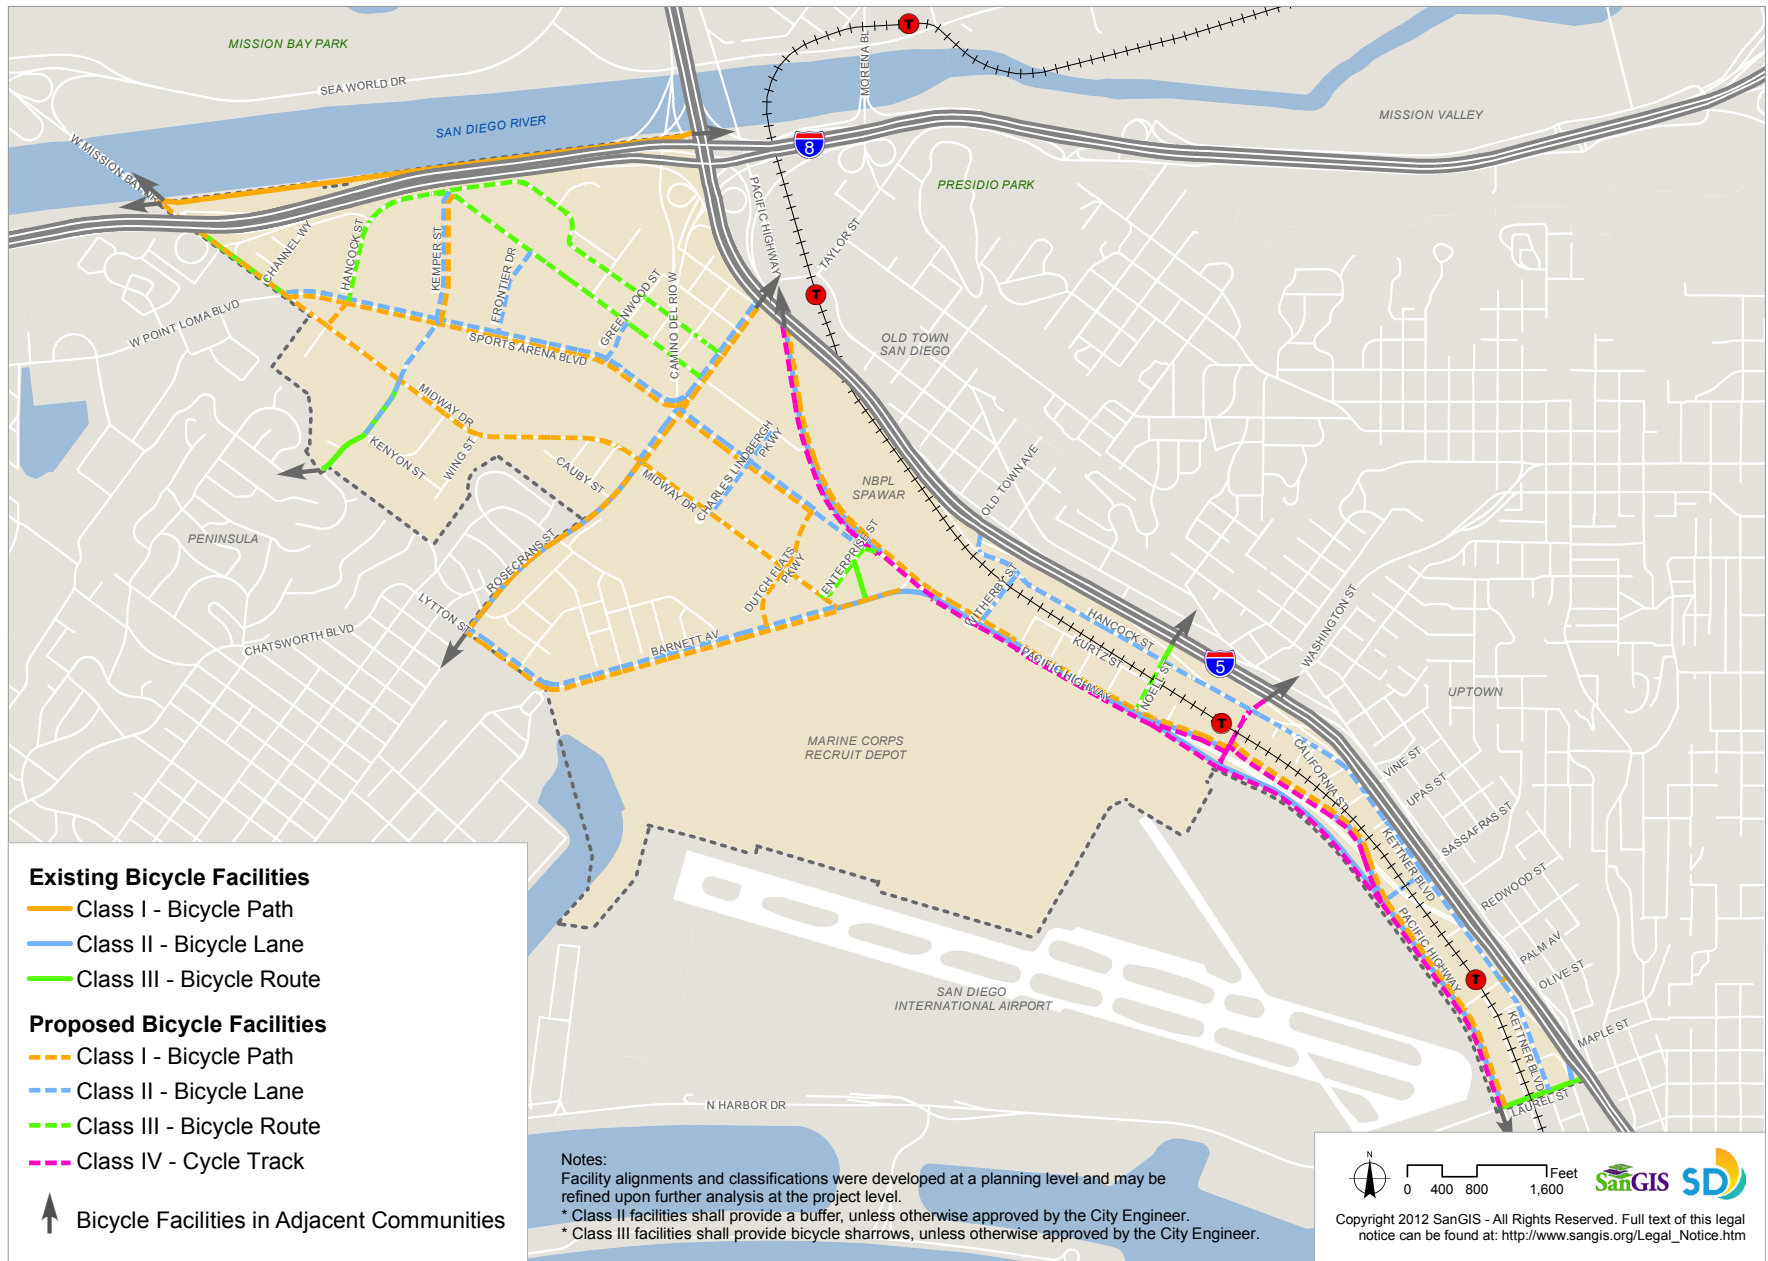 MISSION BAY PARK
SEA WORLD DR
SAN DIEGO RIVER
W MISSION BAY DR
MORENA BL
T
8
MISSION VALLEY
PRESIDIO PARK
PACIFIC HIGHWAY
TAYLOR ST
T
CHANNEL WY
HANCOCK ST
KEMPER ST
FRONTIER DR
GREENWOOD ST
CAMINO DEL RIO W
W POINT LOMA BLVD
SPORTS ARENA BLVD
OLD TOWN
SAN DIEGO
MIDWAY DR
KENYON ST
WING ST
CAUBY ST
MIDWAY DR
CHARLES LINDBERGH
PKWY
NBPL
SPAWAR
OLD TOWN AVE
PENINSULA
ROSECRANS ST
LYTTON ST
CHATSWORTH BLVD
DUTCH FLATS
PKWY
ENTERPRISE ST
BARNETT AV
WITHERBY ST
HANCOCK ST
KURTZ ST
PACIFIC HIGHWAY
NOELL ST
5
WASHINGTON ST
UPTOWN
T
MARINE CORPS
RECRUIT DEPOT
CALIFORNIA ST
VINE ST
UPAS ST
SASSAFRAS ST
KETTNER BLVD
REDWOOD ST
PACIFIC HIGHWAY
PALM AV
OLIVE ST
T
SAN DIEGO
INTERNATIONAL AIRPORT
KETTNER BLVD
MAPLE ST
LAUREL ST
N HARBOR DR
Existing Bicycle Facilities
Class I - Bicycle Path
Class II - Bicycle Lane
Class III - Bicycle Route
Proposed Bicycle Facilities
Class I - Bicycle Path
Class II - Bicycle Lane
Class III - Bicycle Route
Class IV - Cycle Track
Bicycle Facilities in Adjacent Communities
Notes:
Facility alignments and classifications were developed at a planning level and may be
refined upon further analysis at the project level.
* Class II facilities shall provide a buffer, unless otherwise approved by the City Engineer.
* Class III facilities shall provide bicycle sharrows, unless otherwise approved by the City Engineer.
N
Feet
0 400 800 1,600
SanGIS SD
Copyright 2012 SanGIS - All Rights Reserved. Full text of this legal
notice can be found at: http://www.sangis.org/Legal_Notice.htm